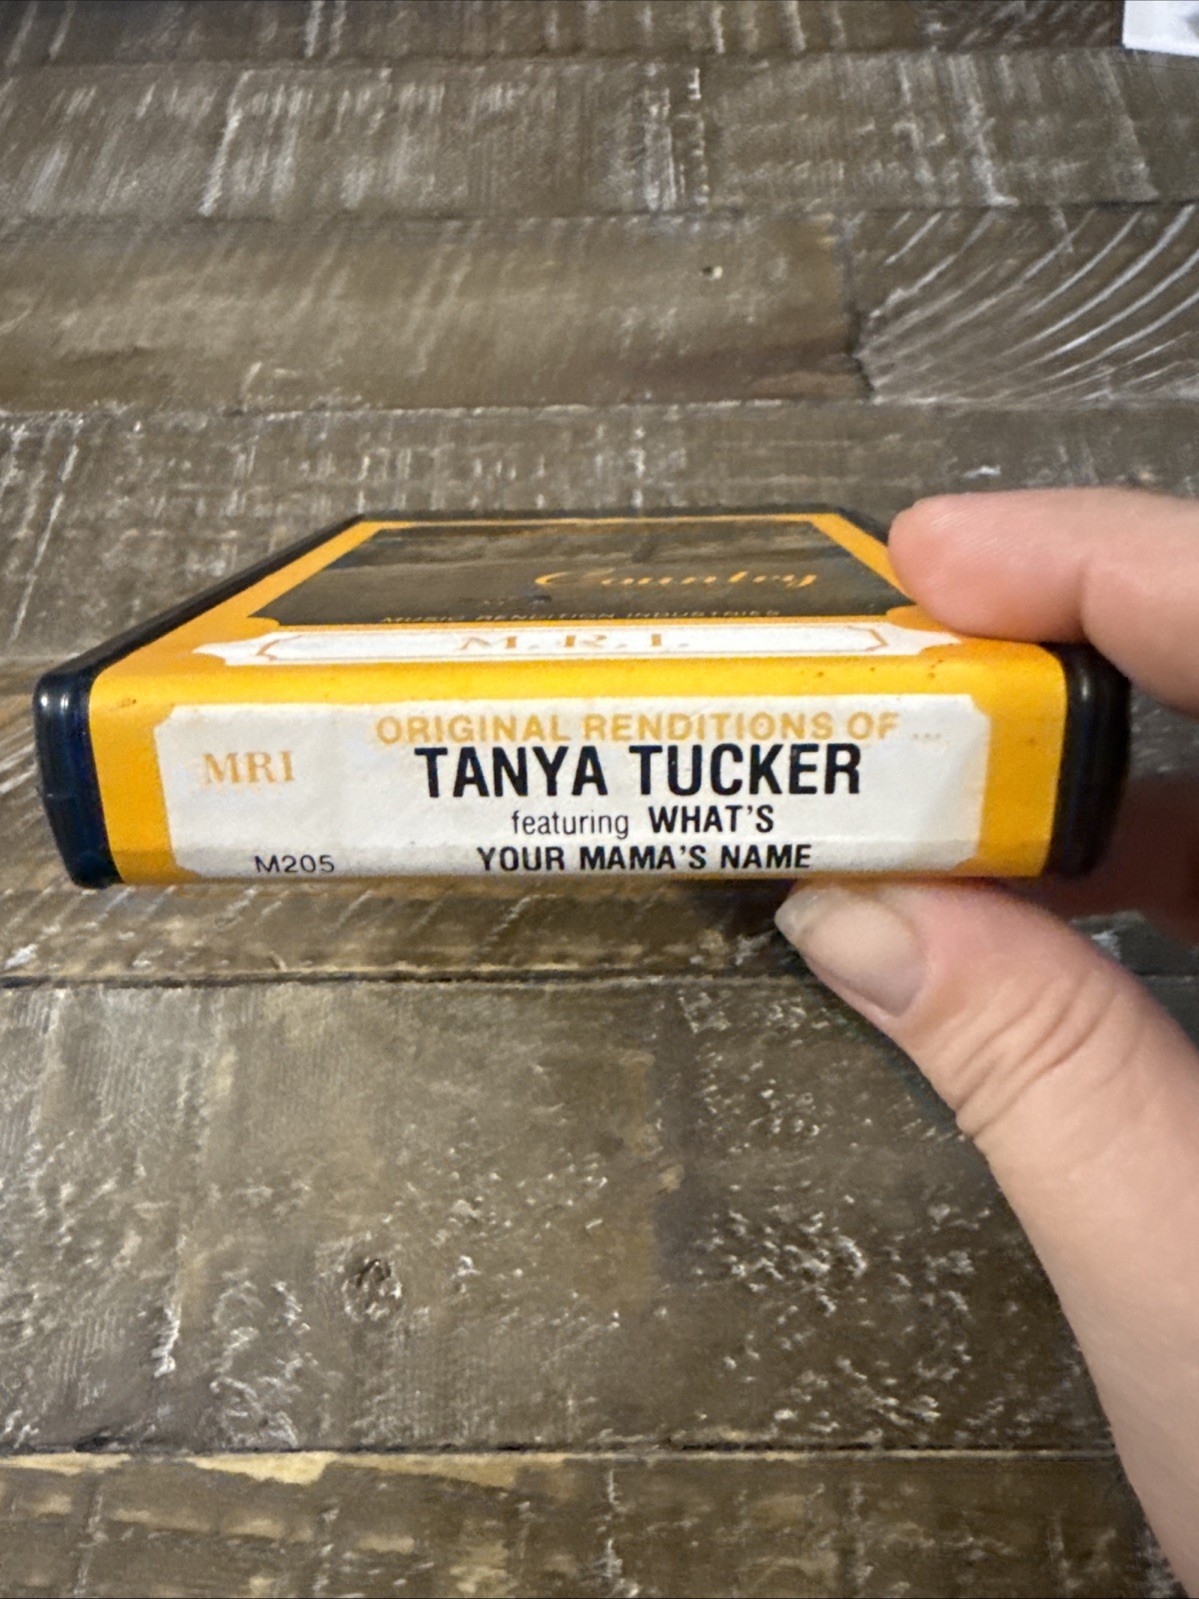 Country
MUSIC RENDITION INDUSTRIES
M.R.I.
ORIGINAL RENDITIONS OF ...
MRI
TANYA TUCKER
featuring WHAT'S
YOUR MAMA'S NAME
M205